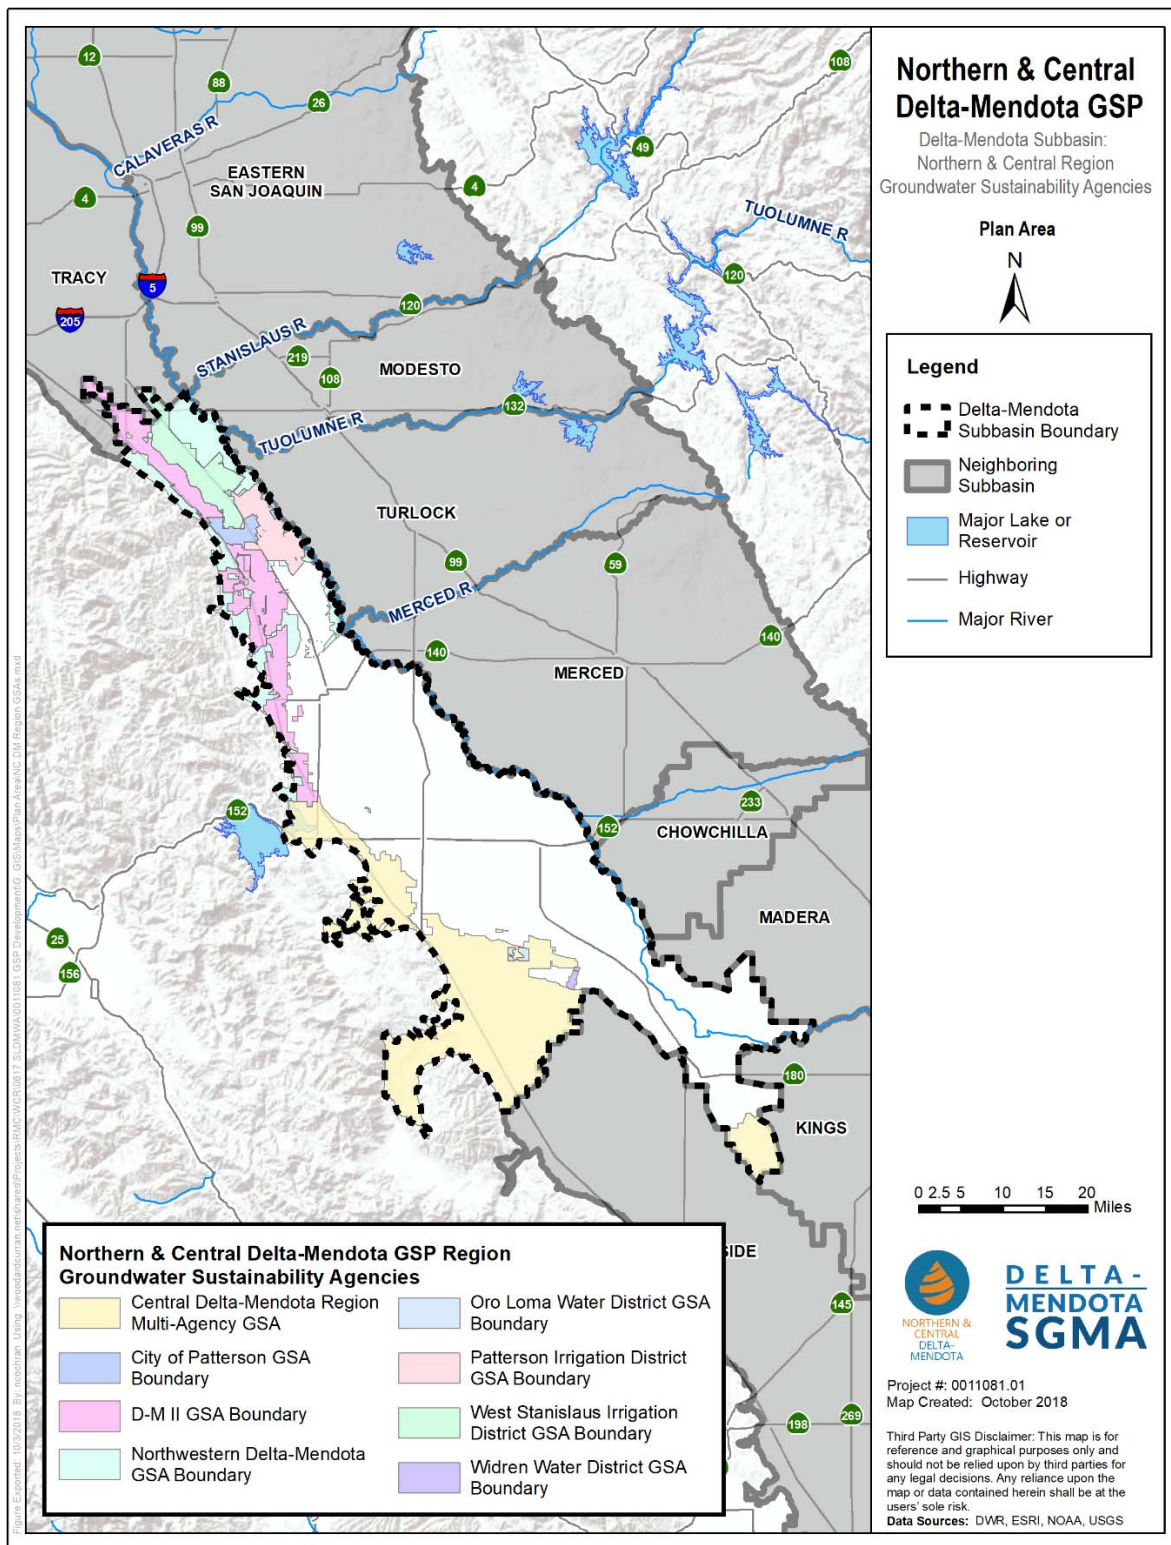 Northern & Central
Delta-Mendota GSP
Delta-Mendota Subbasin:
Northern & Central Region
Groundwater Sustainability Agencies
Plan Area
N
Legend
Delta-Mendota
Subbasin Boundary
Neighboring
Subbasin
Major Lake or
Reservoir
Highway
Major River
0 2.5 5 10 15 20
Miles
NORTHERN &
CENTRAL
DELTA-
MENDOTA
DELTA-
MENDOTA
SGMA
Project #: 0011081.01
Map Created: October 2018
Third Party GIS Disclaimer: This map is for
reference and graphical purposes only and
should not be relied upon by third parties for
any legal decisions. Any reliance upon the
map or data contained herein shall be at the
users' sole risk.
Data Sources: DWR, ESRI, NOAA, USGS
12
88
26
108
CALAVERAS R
49
EASTERN
SAN JOAQUIN
4
4
99
TUOLUMNE R
TRACY
5
120
205
120
STANISLAUS R
219
MODESTO
108
132
TUOLUMNE R
TURLOCK
99
59
MERCED R
140
140
MERCED
233
152
152
CHOWCHILLA
MADERA
25
156
180
KINGS
SIDE
145
198
269
Northern & Central Delta-Mendota GSP Region
Groundwater Sustainability Agencies
Central Delta-Mendota Region
Multi-Agency GSA
City of Patterson GSA
Boundary
D-M II GSA Boundary
Northwestern Delta-Mendota
GSA Boundary
Oro Loma Water District GSA
Boundary
Patterson Irrigation District
GSA Boundary
West Stanislaus Irrigation
District GSA Boundary
Widren Water District GSA
Boundary